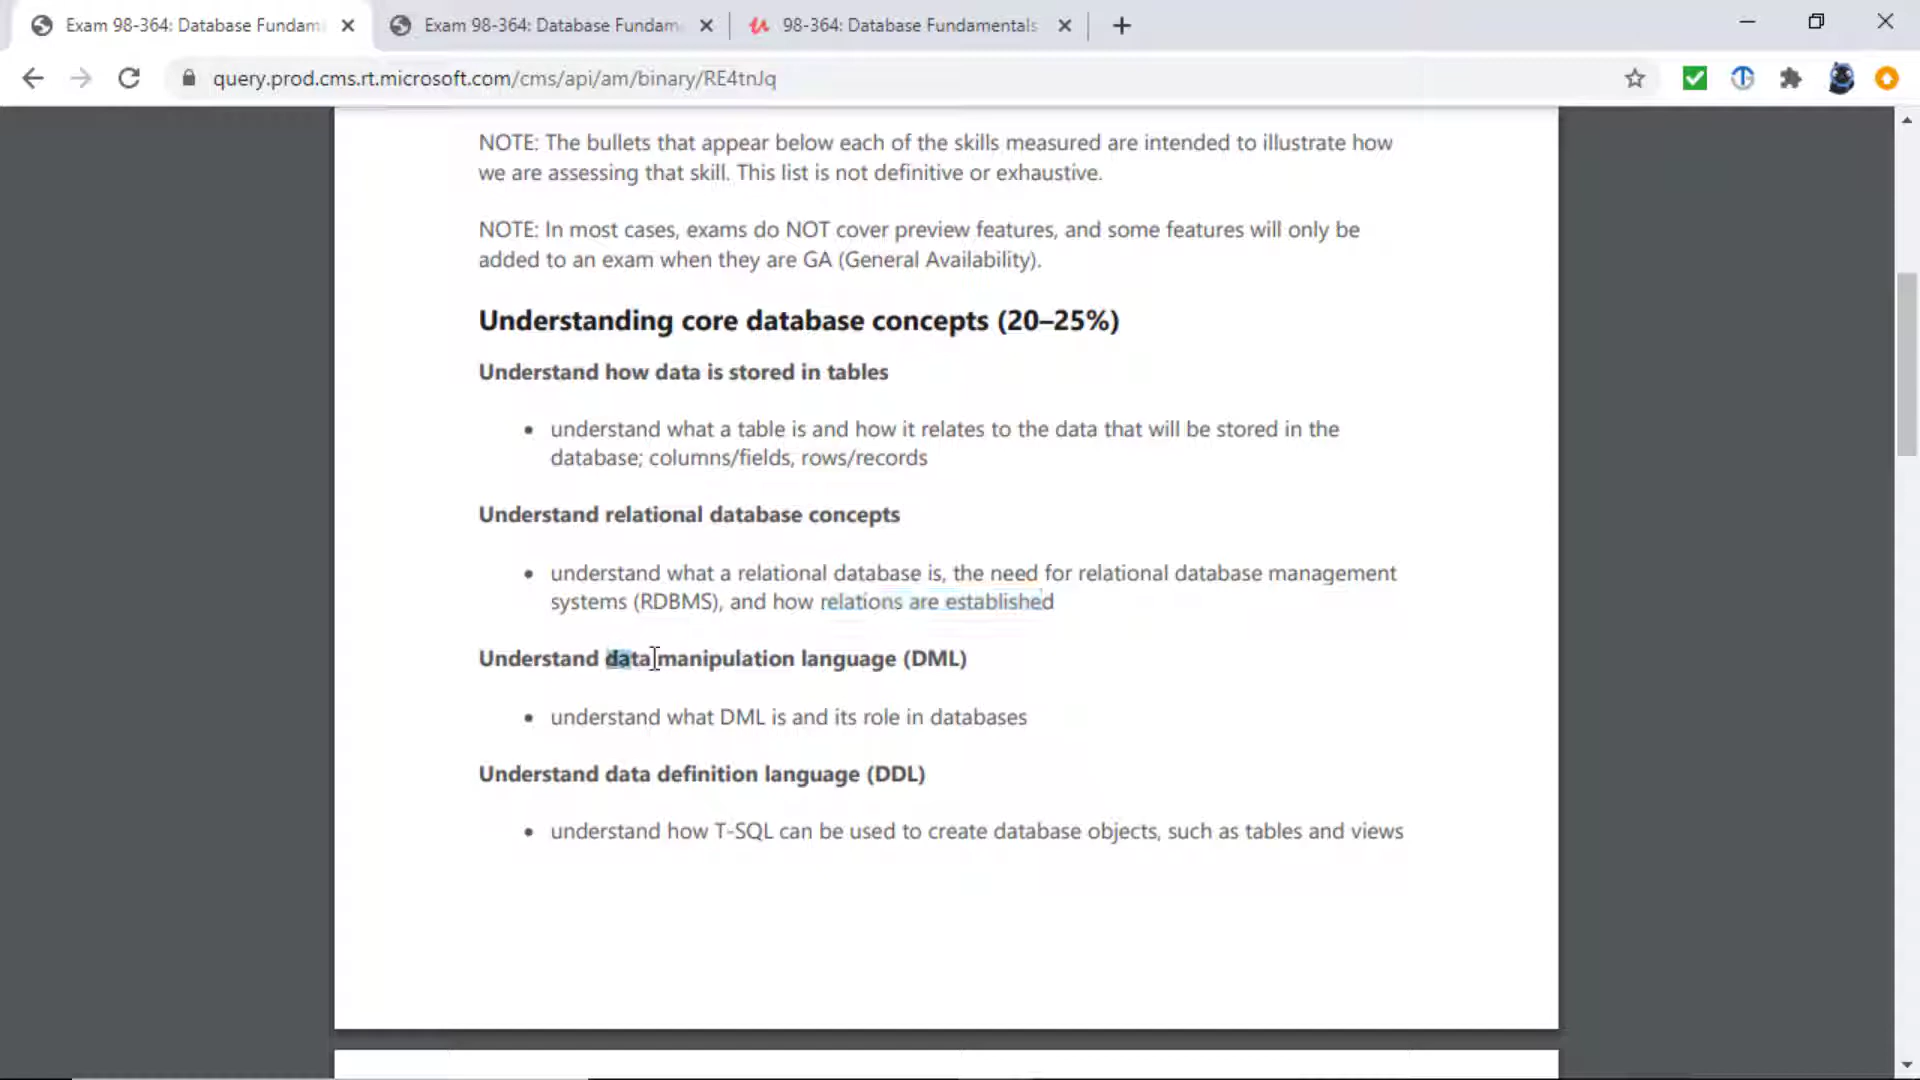 Exam 98-364: Database Fundam
Exam 98-364: Database Fundam
98-364: Database Fundamentals
query.prod.cms.rt.microsoft.com/cms/api/am/binary/RE4tnJq
NOTE: The bullets that appear below each of the skills measured are intended to illustrate how
we are assessing that skill. This list is not definitive or exhaustive.
NOTE: In most cases, exams do NOT cover preview features, and some features will only be
added to an exam when they are GA (General Availability).
Understanding core database concepts (20–25%)
Understand how data is stored in tables
• understand what a table is and how it relates to the data that will be stored in the
database; columns/fields, rows/records
Understand relational database concepts
• understand what a relational database is, the need for relational database management
systems (RDBMS), and how relations are established
Understand data manipulation language (DML)
• understand what DML is and its role in databases
Understand data definition language (DDL)
• understand how T-SQL can be used to create database objects, such as tables and views